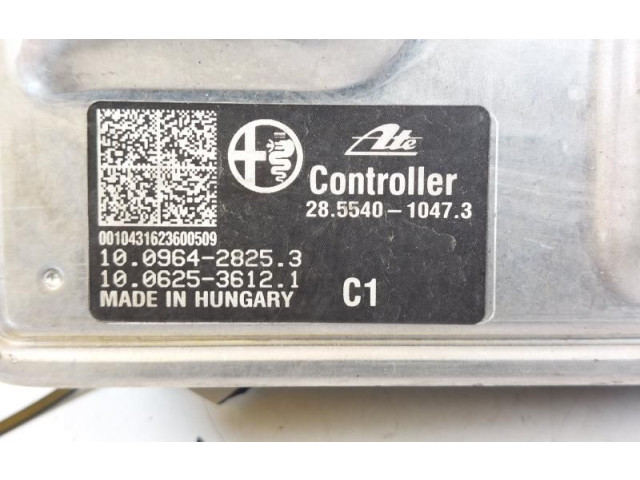 Ate
Controller
28.5540-1047.3
0010431623600509
10.0964-2825.3
10.0625-3612.1
MADE IN HUNGARY
C1